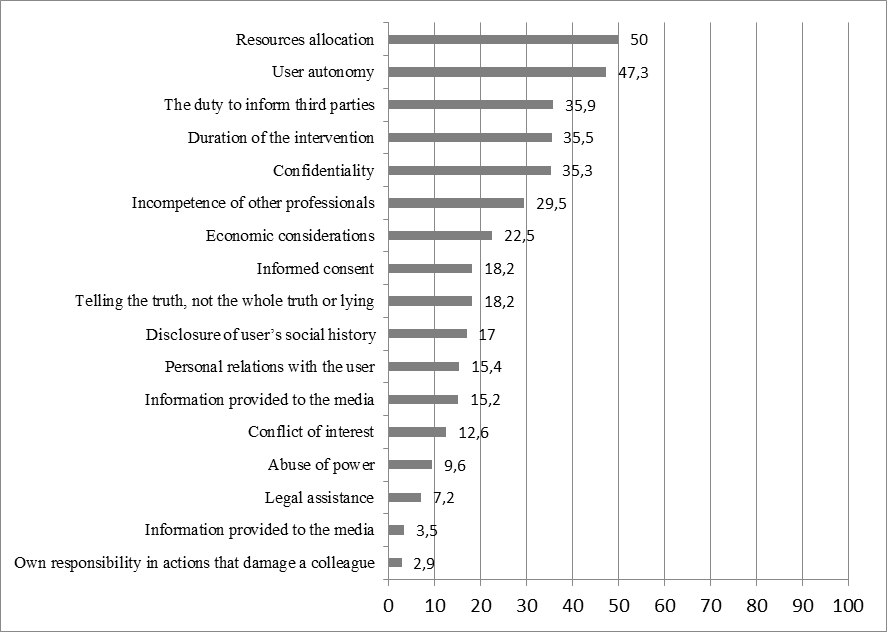 Resources allocation 50
User autonomy 47,3
The duty to inform third parties 35,9
Duration of the intervention 35,5
Confidentiality 35,3
Incompetence of other professionals 29,5
Economic considerations 22,5
Informed consent 18,2
Telling the truth, not the whole truth or lying 18,2
Disclosure of user’s social history 17
Personal relations with the user 15,4
Information provided to the media 15,2
Conflict of interest 12,6
Abuse of power 9,6
Legal assistance 7,2
Information provided to the media 3,5
Own responsibility in actions that damage a colleague 2,9
0 10 20 30 40 50 60 70 80 90 100